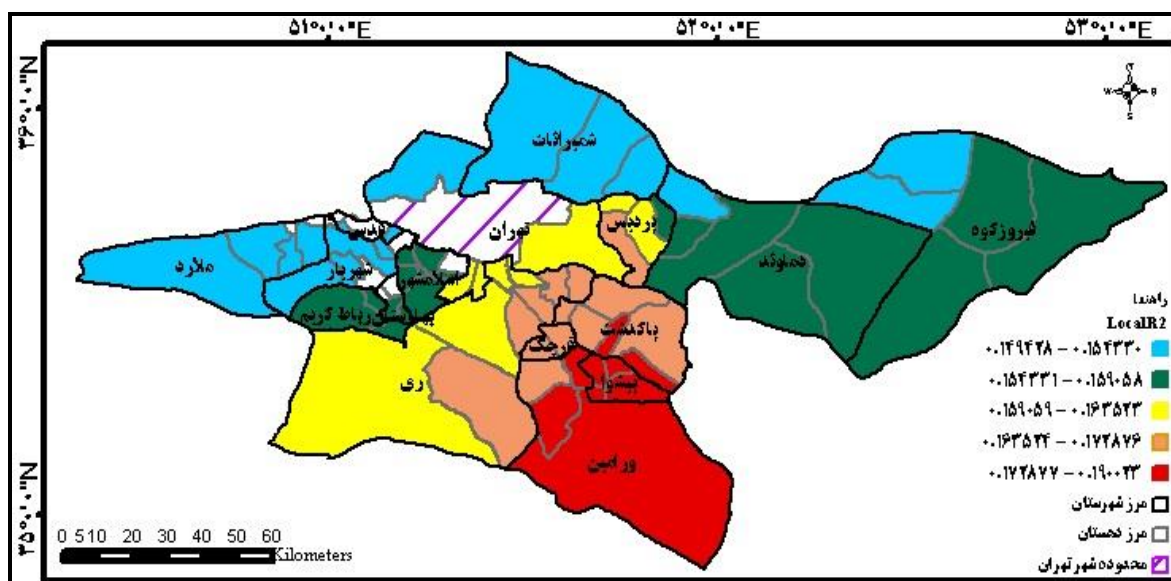 ۵۱°۰'۰"E
۵۲°۰'۰"E
۵۳°۰'۰"E
۳۶°۰'۰"N
۳۵°۰'۰"N
شمیرانات
تهران
پردیس
قدس
ملارد
شهریار
اسلامشهر
رباط کریم
بهارستان
دماوند
فیروزکوه
پاکدشت
قرچک
پیشوا
ری
ورامین
راهنما
LocalR2
۰.۱۴۹۴۲۸ – ۰.۱۵۴۳۳۰
۰.۱۵۴۳۳۱ – ۰.۱۵۹۰۵۸
۰.۱۵۹۰۵۹ – ۰.۱۶۳۵۲۳
۰.۱۶۳۵۲۴ – ۰.۱۷۲۸۷۶
۰.۱۷۲۸۷۷ – ۰.۱۹۰۰۲۳
مرز شهرستان
مرز دهستان
محدوده شهر تهران
0 5 10 20 30 40 50 60
Kilometers